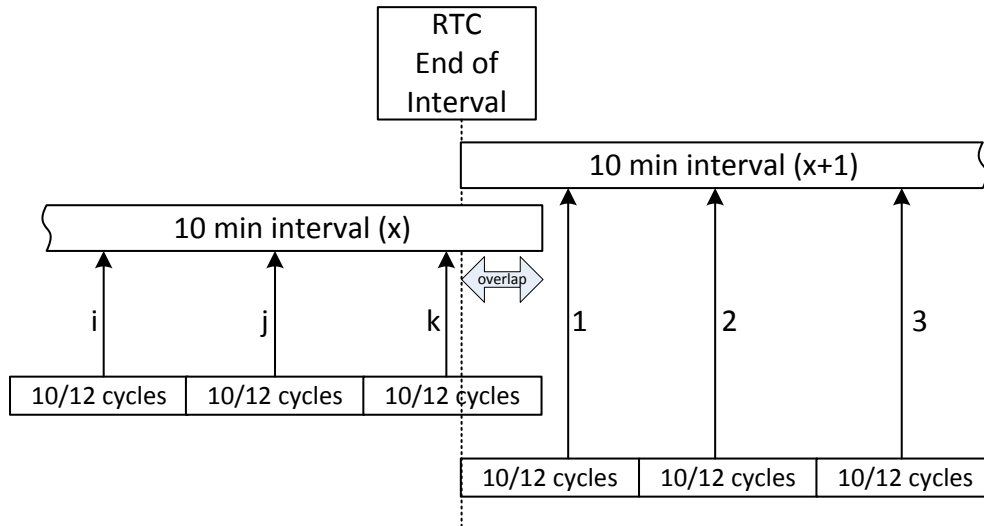 RTC
End of
Interval
10 min interval (x+1)
10 min interval (x)
overlap
i
j
k
1
2
3
10/12 cycles
10/12 cycles
10/12 cycles
10/12 cycles
10/12 cycles
10/12 cycles